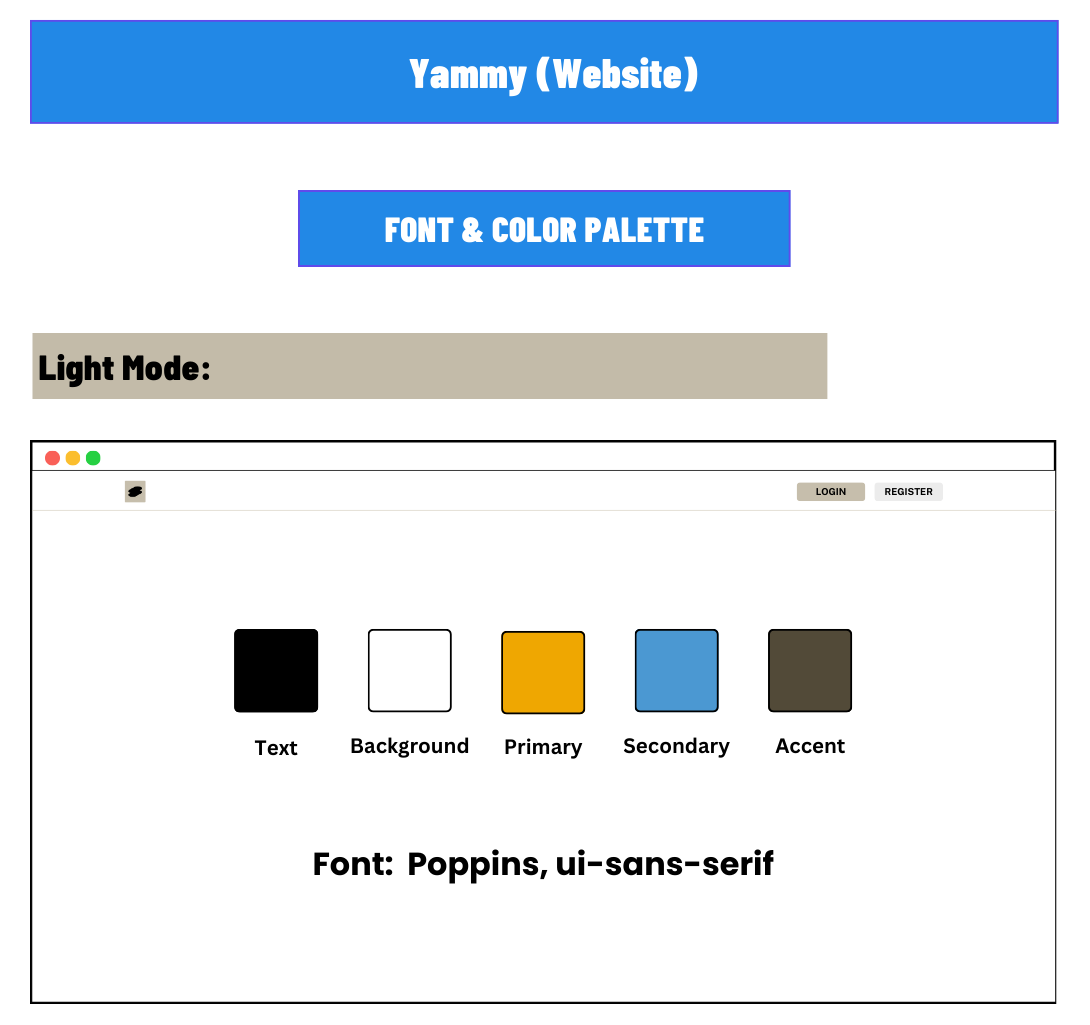 Yammy (Website)
FONT & COLOR PALETTE
Light Mode:
LOGIN REGISTER
Text Background Primary Secondary Accent
Font: Poppins, ui-sans-serif